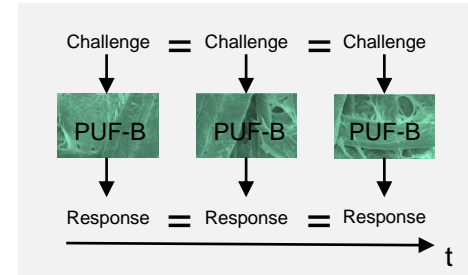 Challenge = Challenge = Challenge
PUF-B PUF-B PUF-B
Response = Response = Response
t